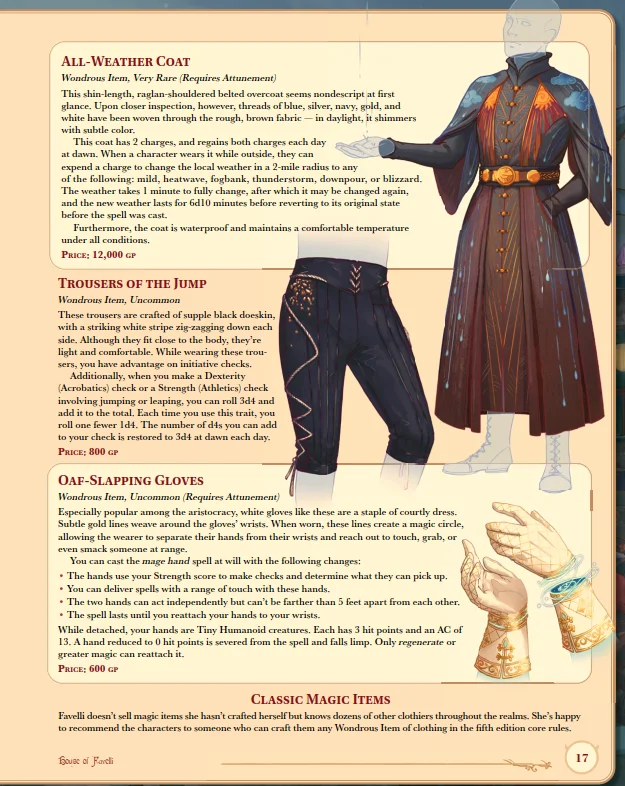 ALL-WEATHER COAT
Wondrous Item, Very Rare (Requires Attunement)
This shin-length, raglan-shouldered belted overcoat seems nondescript at first
glance. Upon closer inspection, however, threads of blue, silver, navy, gold, and
white have been woven through the rough, brown fabric — in daylight, it shimmers
with subtle color.
This coat has 2 charges, and regains both charges each day
at dawn. When a character wears it while outside, they can
expend a charge to change the local weather in a 2-mile radius to any
of the following: mild, heatwave, fogbank, thunderstorm, downpour, or blizzard.
The weather takes 1 minute to fully change, after which it may be changed again,
and the new weather lasts for 6d10 minutes before reverting to its original state
before the spell was cast.
Furthermore, the coat is waterproof and maintains a comfortable temperature
under all conditions.
PRICE: 12,000 GP
TROUSERS OF THE JUMP
Wondrous Item, Uncommon
These trousers are crafted of supple black doeskin,
with a striking white stripe zig-zagging down each
side. Although they fit close to the body, they're
light and comfortable. While wearing these trou-
sers, you have advantage on initiative checks.
Additionally, when you make a Dexterity
(Acrobatics) check or a Strength (Athletics) check
involving jumping or leaping, you can roll 3d4 and
add it to the total. Each time you use this trait, you
roll one fewer 1d4. The number of d4s you can add
to your check is restored to 3d4 at dawn each day.
PRICE: 800 GP
OAF-SLAPPING GLOVES
Wondrous Item, Uncommon (Requires Attunement)
Especially popular among the aristocracy, white gloves like these are a staple of courtly dress.
Subtle gold lines weave around the gloves' wrists. When worn, these lines create a magic circle,
allowing the wearer to separate their hands from their wrists and reach out to touch, grab, or
even smack someone at range.
You can cast the mage hand spell at will with the following changes:
• The hands use your Strength score to make checks and determine what they can pick up.
• You can deliver spells with a range of touch with these hands.
• The two hands can act independently but can't be farther than 5 feet apart from each other.
• The spell lasts until you reattach your hands to your wrists.
While detached, your hands are Tiny Humanoid creatures. Each has 3 hit points and an AC of
13. A hand reduced to 0 hit points is severed from the spell and falls limp. Only regenerate or
greater magic can reattach it.
PRICE: 600 GP
CLASSIC MAGIC ITEMS
Favelli doesn't sell magic items she hasn't crafted herself but knows dozens of other clothiers throughout the realms. She's happy
to recommend the characters to someone who can craft them any Wondrous Item of clothing in the fifth edition core rules.
House of Favelli
17